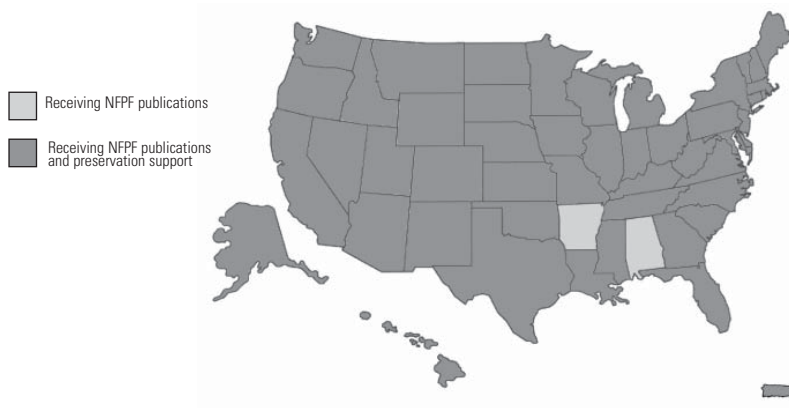 Receiving NFPF publications
Receiving NFPF publications
and preservation support